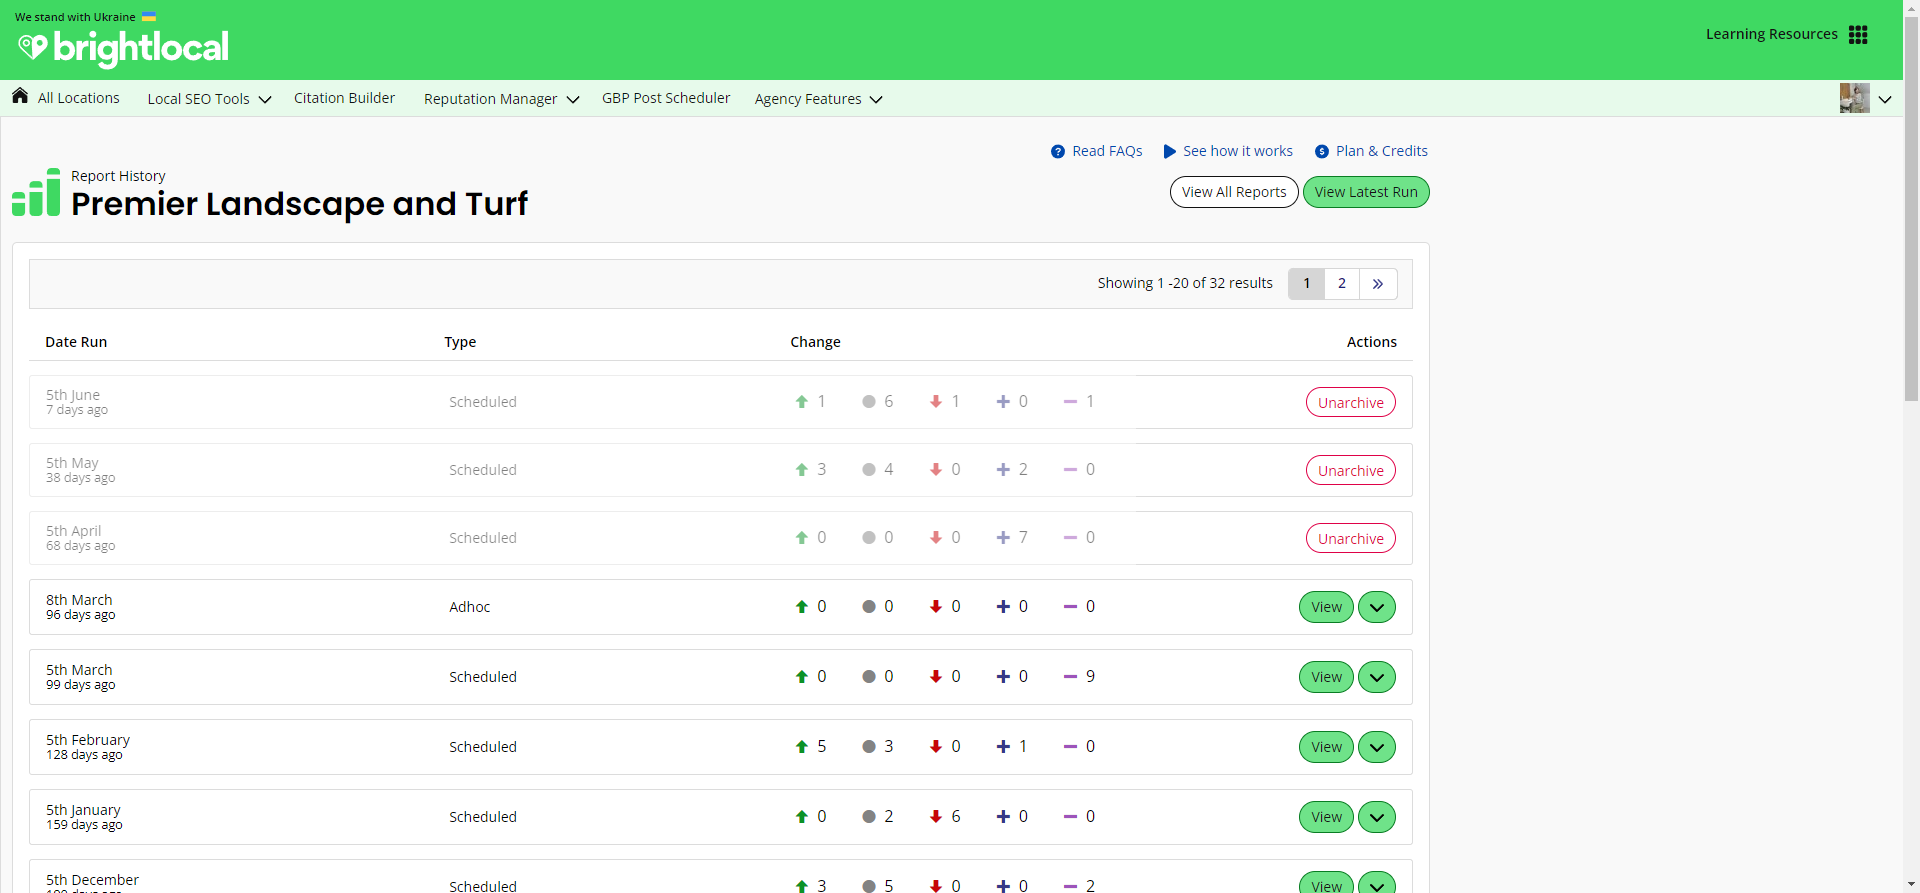 We stand with Ukraine
brightlocal
Learning Resources
All Locations
Local SEO Tools
Citation Builder
Reputation Manager
GBP Post Scheduler
Agency Features
Read FAQs
See how it works
Plan & Credits
Report History
Premier Landscape and Turf
View All Reports
View Latest Run
Showing 1 -20 of 32 results 1 2 »
Date Run Type Change Actions
5th June
7 days ago
Scheduled 1 6 1 0 1 Unarchive
5th May
38 days ago
Scheduled 3 4 0 2 0 Unarchive
5th April
68 days ago
Scheduled 0 0 0 7 0 Unarchive
8th March
96 days ago
Adhoc 0 0 0 0 0 View
5th March
99 days ago
Scheduled 0 0 0 0 9 View
5th February
128 days ago
Scheduled 5 3 0 1 0 View
5th January
159 days ago
Scheduled 0 2 6 0 0 View
5th December
Scheduled 3 5 0 0 2 View